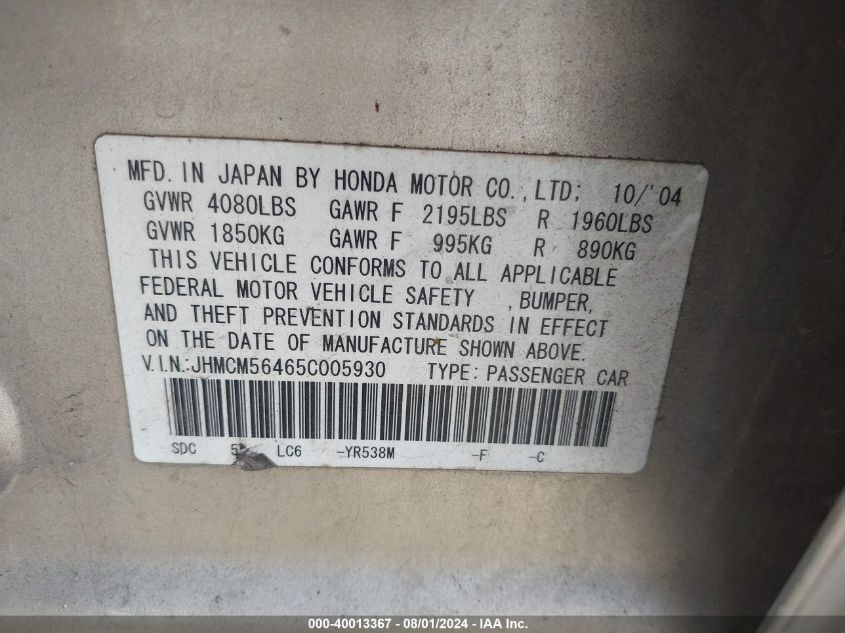 MFD. IN JAPAN BY HONDA MOTOR CO., LTD; 10/'04
GVWR 4080LBS GAWR F 2195LBS R 1960LBS
GVWR 1850KG GAWR F 995KG R 890KG
THIS VEHICLE CONFORMS TO ALL APPLICABLE
FEDERAL MOTOR VEHICLE SAFETY , BUMPER,
AND THEFT PREVENTION STANDARDS IN EFFECT
ON THE DATE OF MANUFACTURE SHOWN ABOVE.
V.I.N.:JHMCM56465C005930 TYPE: PASSENGER CAR
SDC LC6 -YR538M -F -C
000-40013367 - 08/01/2024 - IAA Inc.